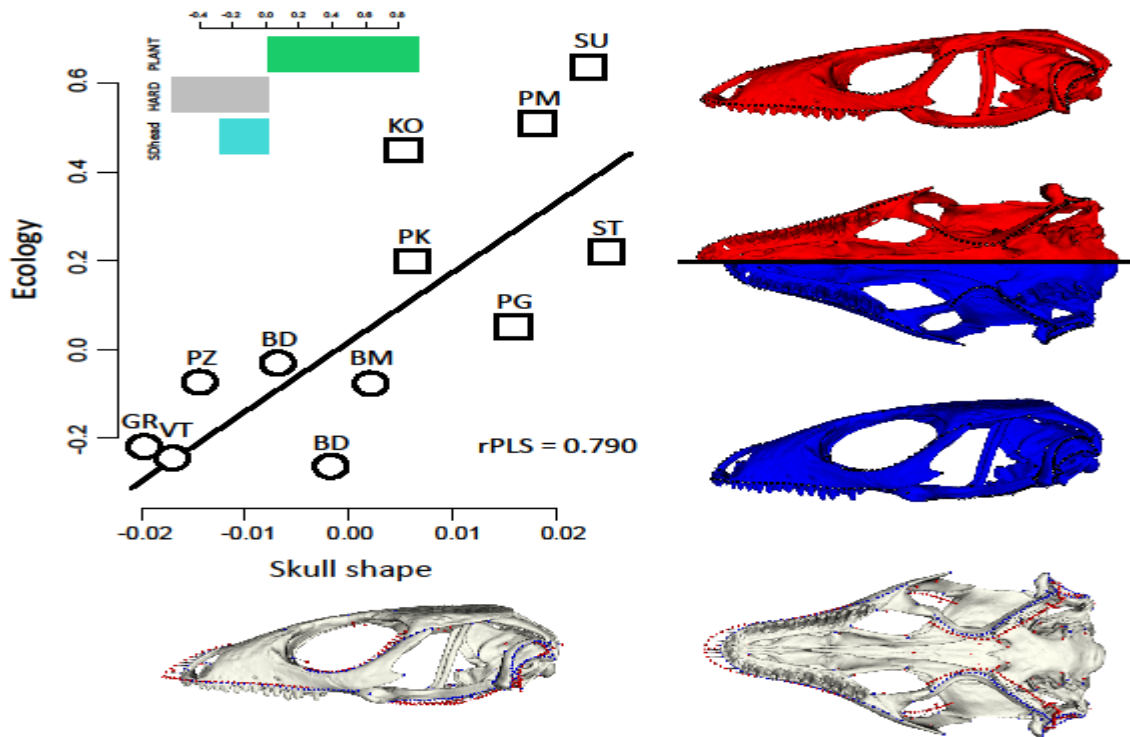 -0.4 -0.2 0.0 0.2 0.4 0.6
PLANT
HARD
SDhead
SU
PM
KO
ST
PK
PG
BD
PZ
BM
GR
VT
BD
rPLS = 0.790
Ecology
0.6
0.4
0.2
0.0
-0.2
-0.02 -0.01 0.00 0.01 0.02
Skull shape